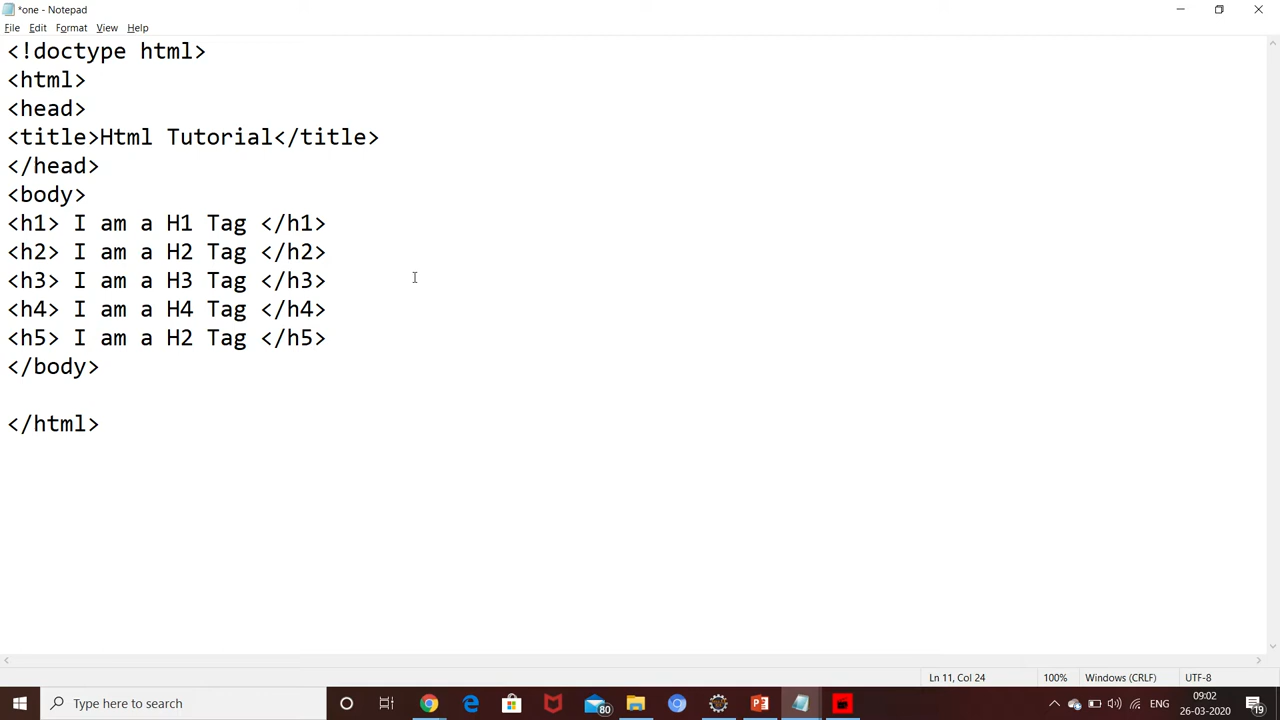 *one - Notepad
File Edit Format View Help
<!doctype html>
<html>
<head>
<title>Html Tutorial</title>
</head>
<body>
<h1> I am a H1 Tag </h1>
<h2> I am a H2 Tag </h2>
<h3> I am a H3 Tag </h3>
<h4> I am a H4 Tag </h4>
<h5> I am a H2 Tag </h5>
</body>
</html>
Ln 11, Col 24 100% Windows (CRLF) UTF-8
Type here to search
80
ENG
09:02
26-03-2020
19